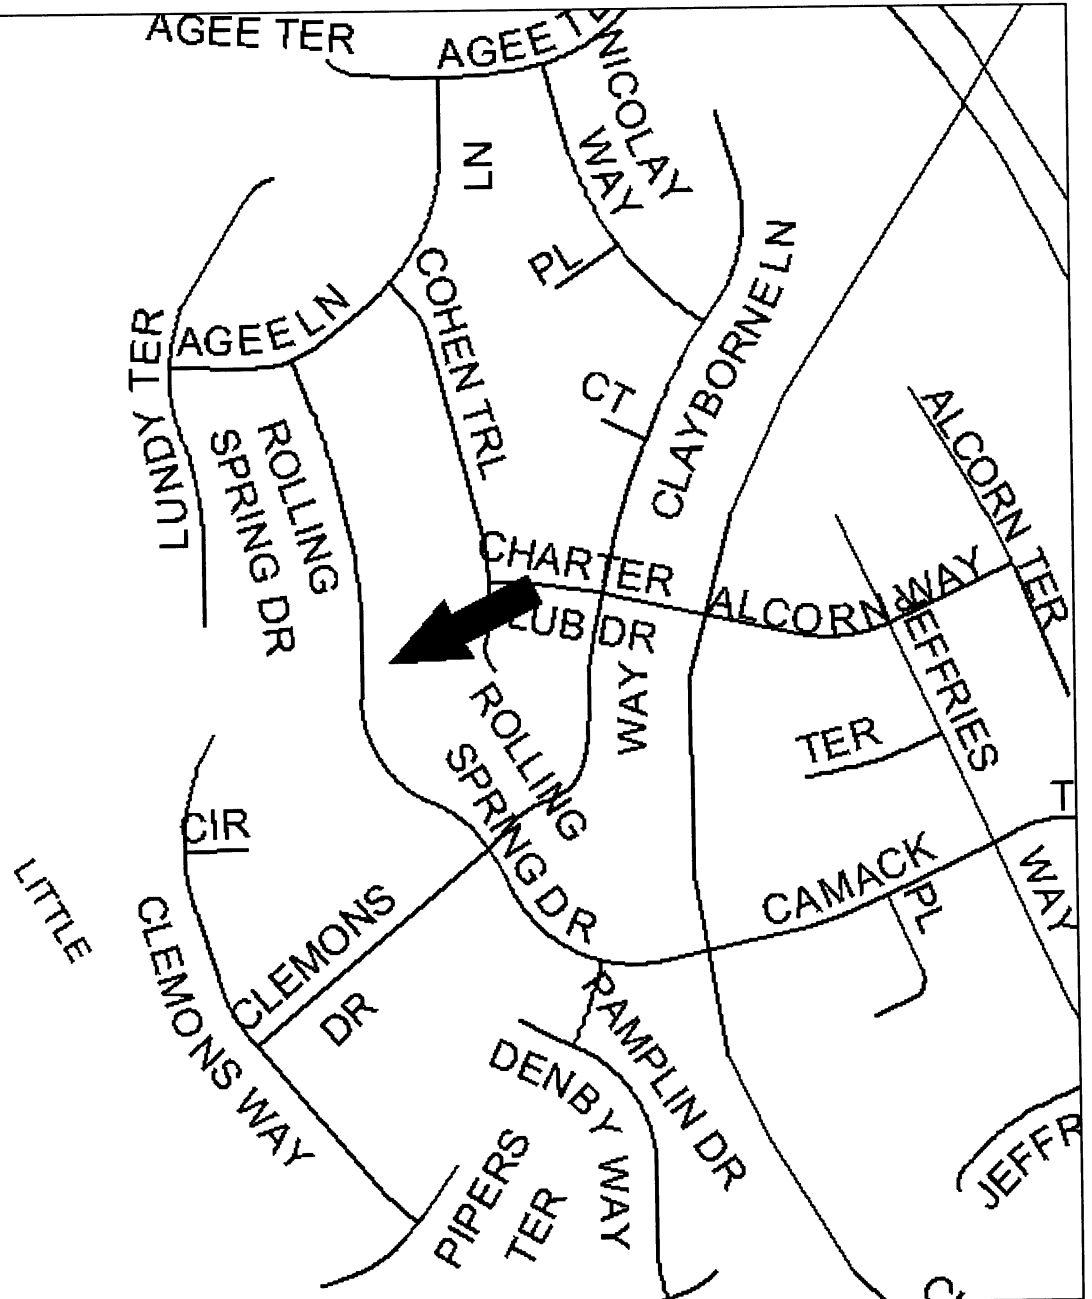 AGEE TER
AGEE
NICOLAY
WAY
LN
PL
COHEN TRL
CLAYBORNE LN
AGEE LN
LUNDY TER
CT
ROLLING
SPRING DR
ALCORN TER
CHARTER
LUB DR
ALCORN WAY
JEFFRIES
WAY
ROLLING
SPRING DR
TER
CIR
T
WAY
CAMACK
PL
LITTLE
CLEMONS
DR
CLEMONS WAY
PAMPLIN DR
DENBY WAY
PIPERS
TER
JEFFR